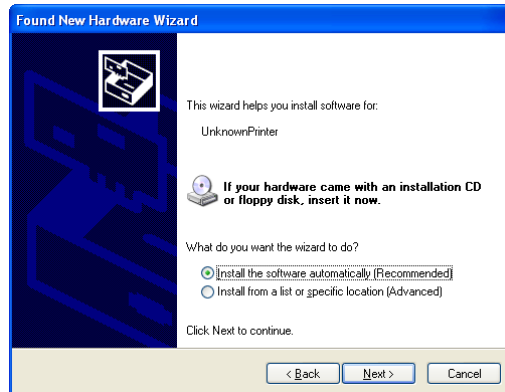 Found New Hardware Wizard
This wizard helps you install software for:
UnknownPrinter
If your hardware came with an installation CD
or floppy disk, insert it now.
What do you want the wizard to do?
Install the software automatically (Recommended)
Install from a list or specific location (Advanced)
Click Next to continue.
< Back Next > Cancel